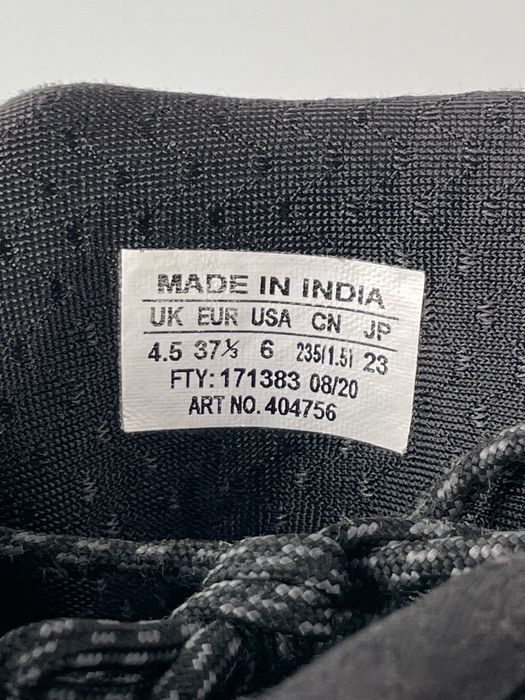 MADE IN INDIA
UK EUR USA CN JP
4.5 37⅓ 6 235(1.5) 23
FTY: 171383 08/20
ART NO. 404756